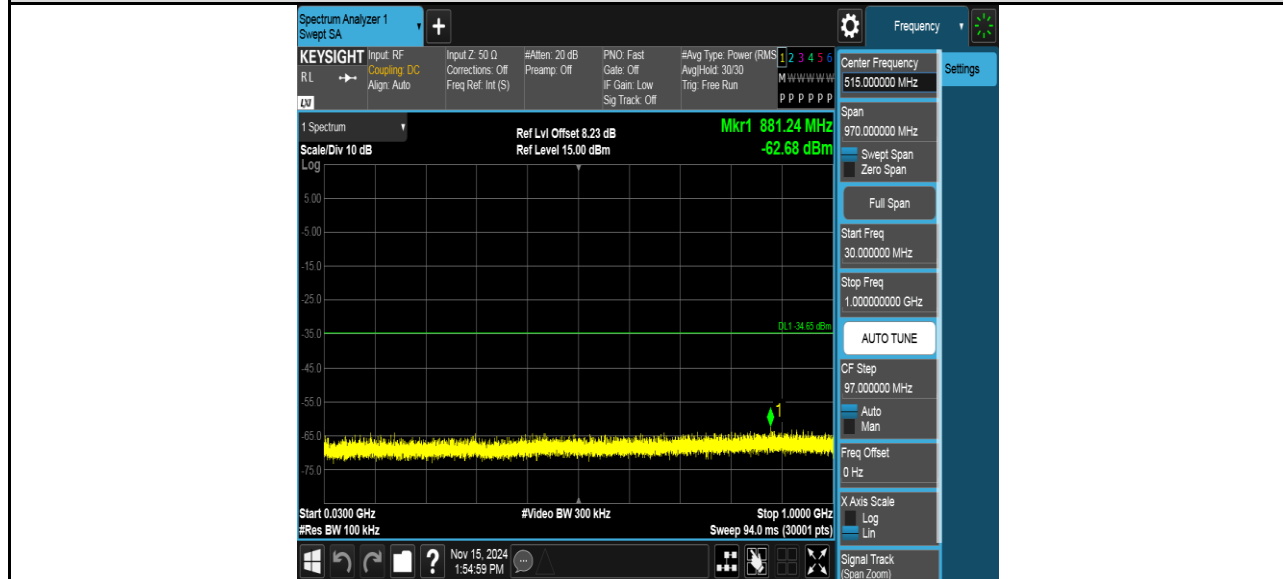 Spectrum Analyzer 1
Swept SA
+
Frequency
KEYSIGHT
RL
LXI
Input: RF
Coupling: DC
Align: Auto
Input Z: 50 Ω
Corrections: Off
Freq Ref: Int (S)
#Atten: 20 dB
Preamp: Off
PNO: Fast
Gate: Off
IF Gain: Low
Sig Track: Off
#Avg Type: Power (RMS
Avg|Hold: 30/30
Trig: Free Run
1 2 3 4 5 6
M W W W W W
P P P P P P
1 Spectrum
Scale/Div 10 dB
Ref Lvl Offset 8.23 dB
Ref Level 15.00 dBm
Mkr1 881.24 MHz
-62.68 dBm
Log
5.00
-5.00
-15.0
-25.0
-35.0
-45.0
-55.0
-65.0
-75.0
DL1 -34.65 dBm
1
Start 0.0300 GHz
#Res BW 100 kHz
#Video BW 300 kHz
Stop 1.0000 GHz
Sweep 94.0 ms (30001 pts)
Center Frequency
515.000000 MHz
Settings
Span
970.000000 MHz
Swept Span
Zero Span
Full Span
Start Freq
30.000000 MHz
Stop Freq
1.000000000 GHz
AUTO TUNE
CF Step
97.000000 MHz
Auto
Man
Freq Offset
0 Hz
X Axis Scale
Log
Lin
Signal Track
(Span Zoom)
?
Nov 15, 2024
1:54:59 PM